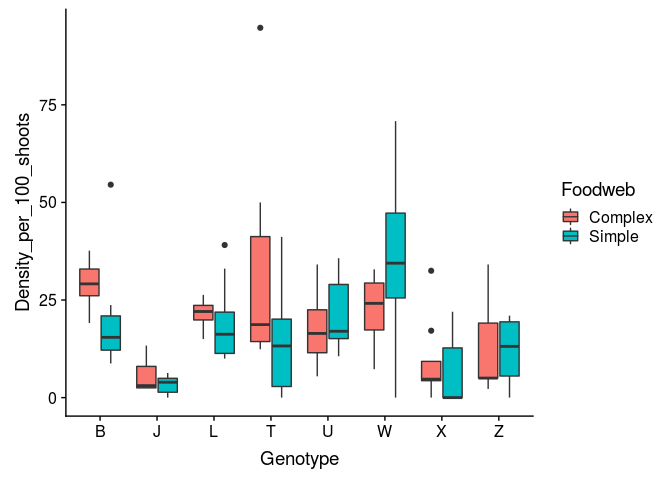 75
50
25
0
Density_per_100_shoots
B J L T U W X Z
Genotype
Foodweb
Complex
Simple